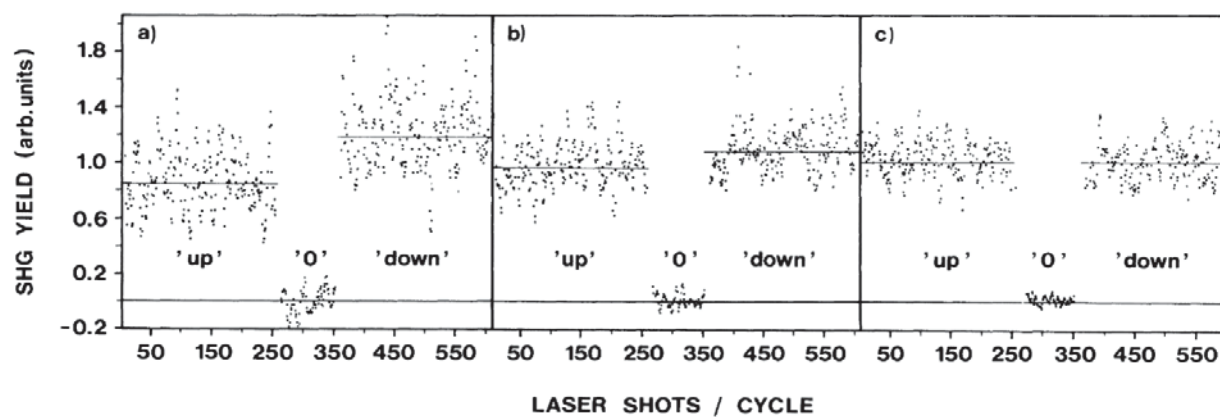 SHG YIELD (arb.units)
1.8
1.4
1.0
0.6
0.2
-0.2
a)
'up' '0' 'down'
b)
'up' '0' 'down'
c)
'up' '0' 'down'
50 150 250 350 450 550 50 150 250 350 450 550 50 150 250 350 450 550
LASER SHOTS / CYCLE